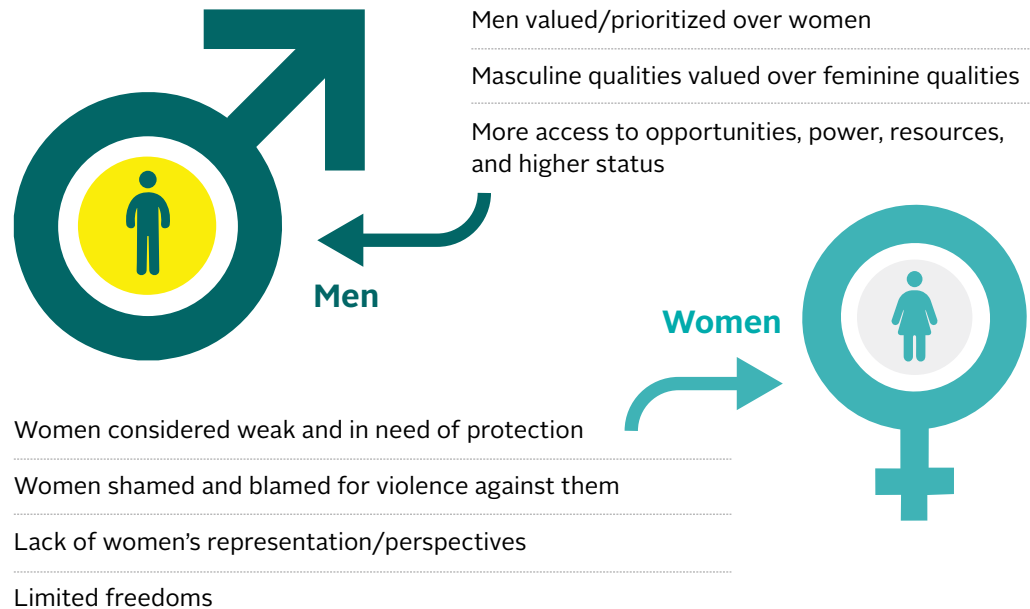 Men valued/prioritized over women
Masculine qualities valued over feminine qualities
More access to opportunities, power, resources,
and higher status
Men
Women
Women considered weak and in need of protection
Women shamed and blamed for violence against them
Lack of women’s representation/perspectives
Limited freedoms